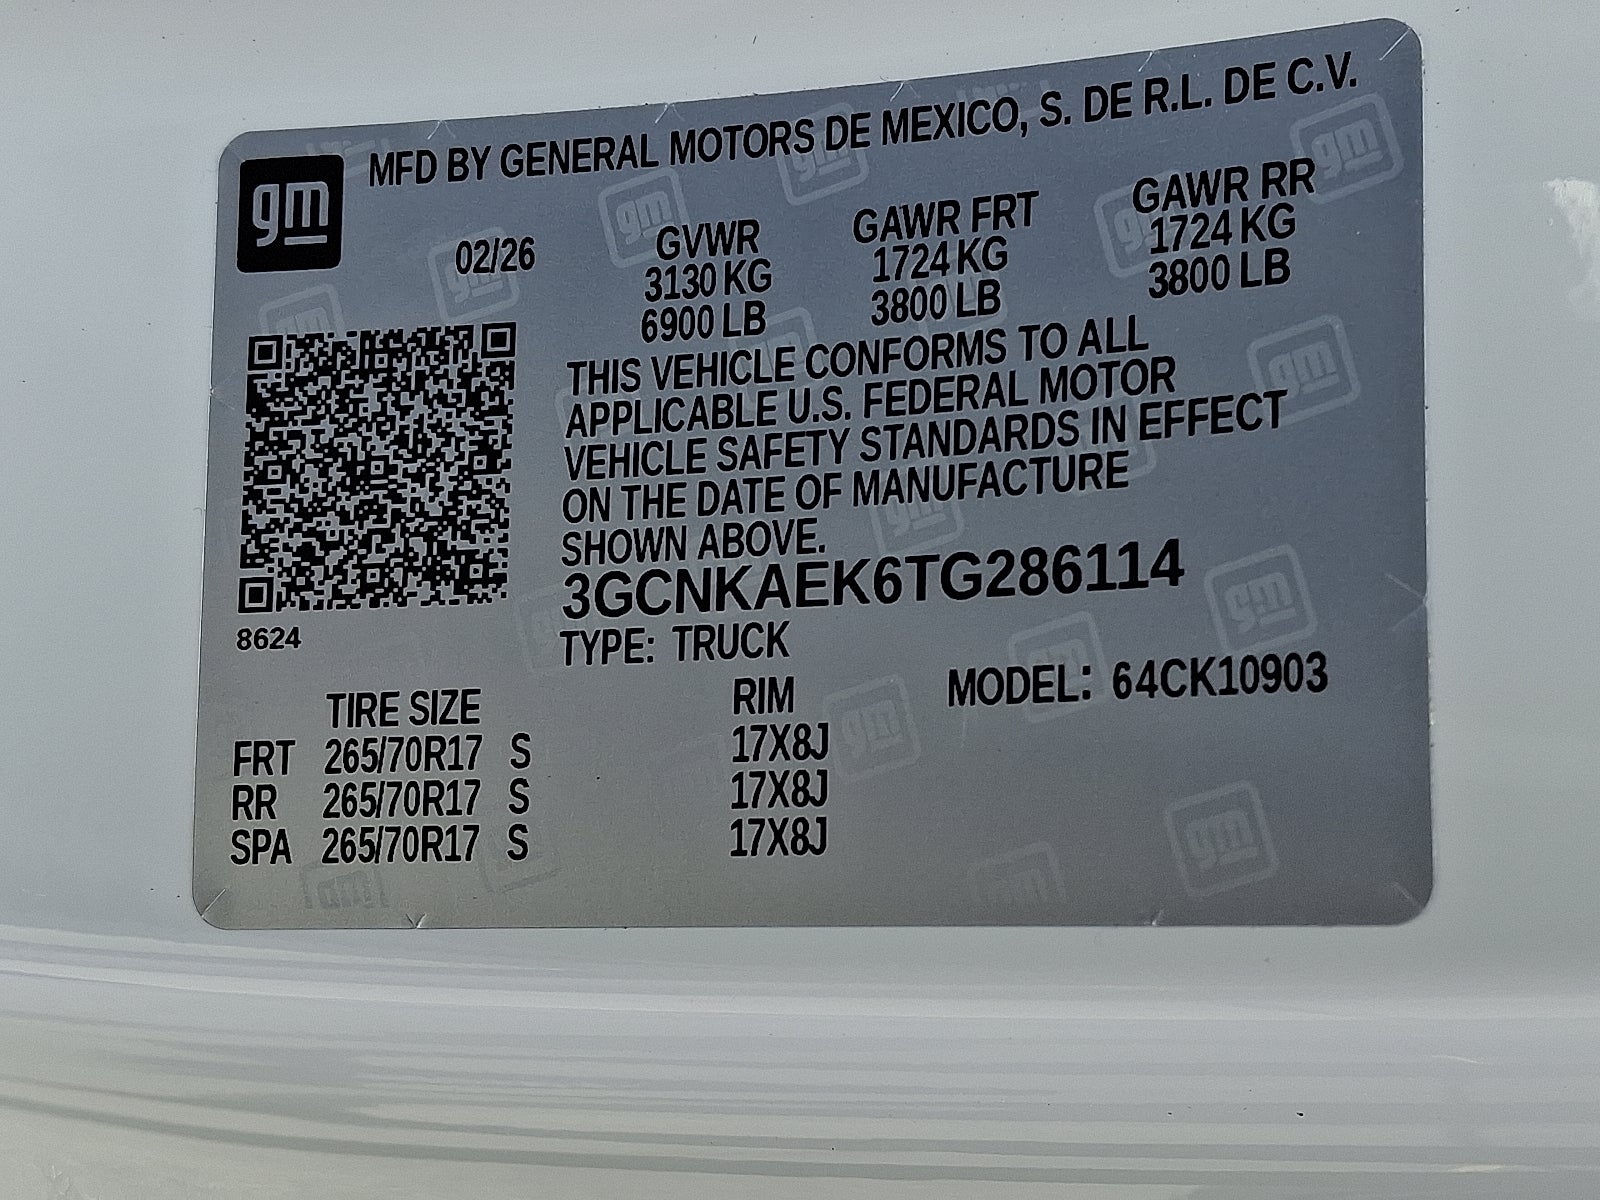 gm
MFD BY GENERAL MOTORS DE MEXICO, S. DE R.L. DE C.V.
02/26
GVWR
3130 KG
6900 LB
GAWR FRT
1724 KG
3800 LB
GAWR RR
1724 KG
3800 LB
THIS VEHICLE CONFORMS TO ALL
APPLICABLE U.S. FEDERAL MOTOR
VEHICLE SAFETY STANDARDS IN EFFECT
ON THE DATE OF MANUFACTURE
SHOWN ABOVE.
3GCNKAEK6TG286114
8624
TYPE: TRUCK
MODEL: 64CK10903
TIRE SIZE RIM
FRT 265/70R17 S 17X8J
RR 265/70R17 S 17X8J
SPA 265/70R17 S 17X8J